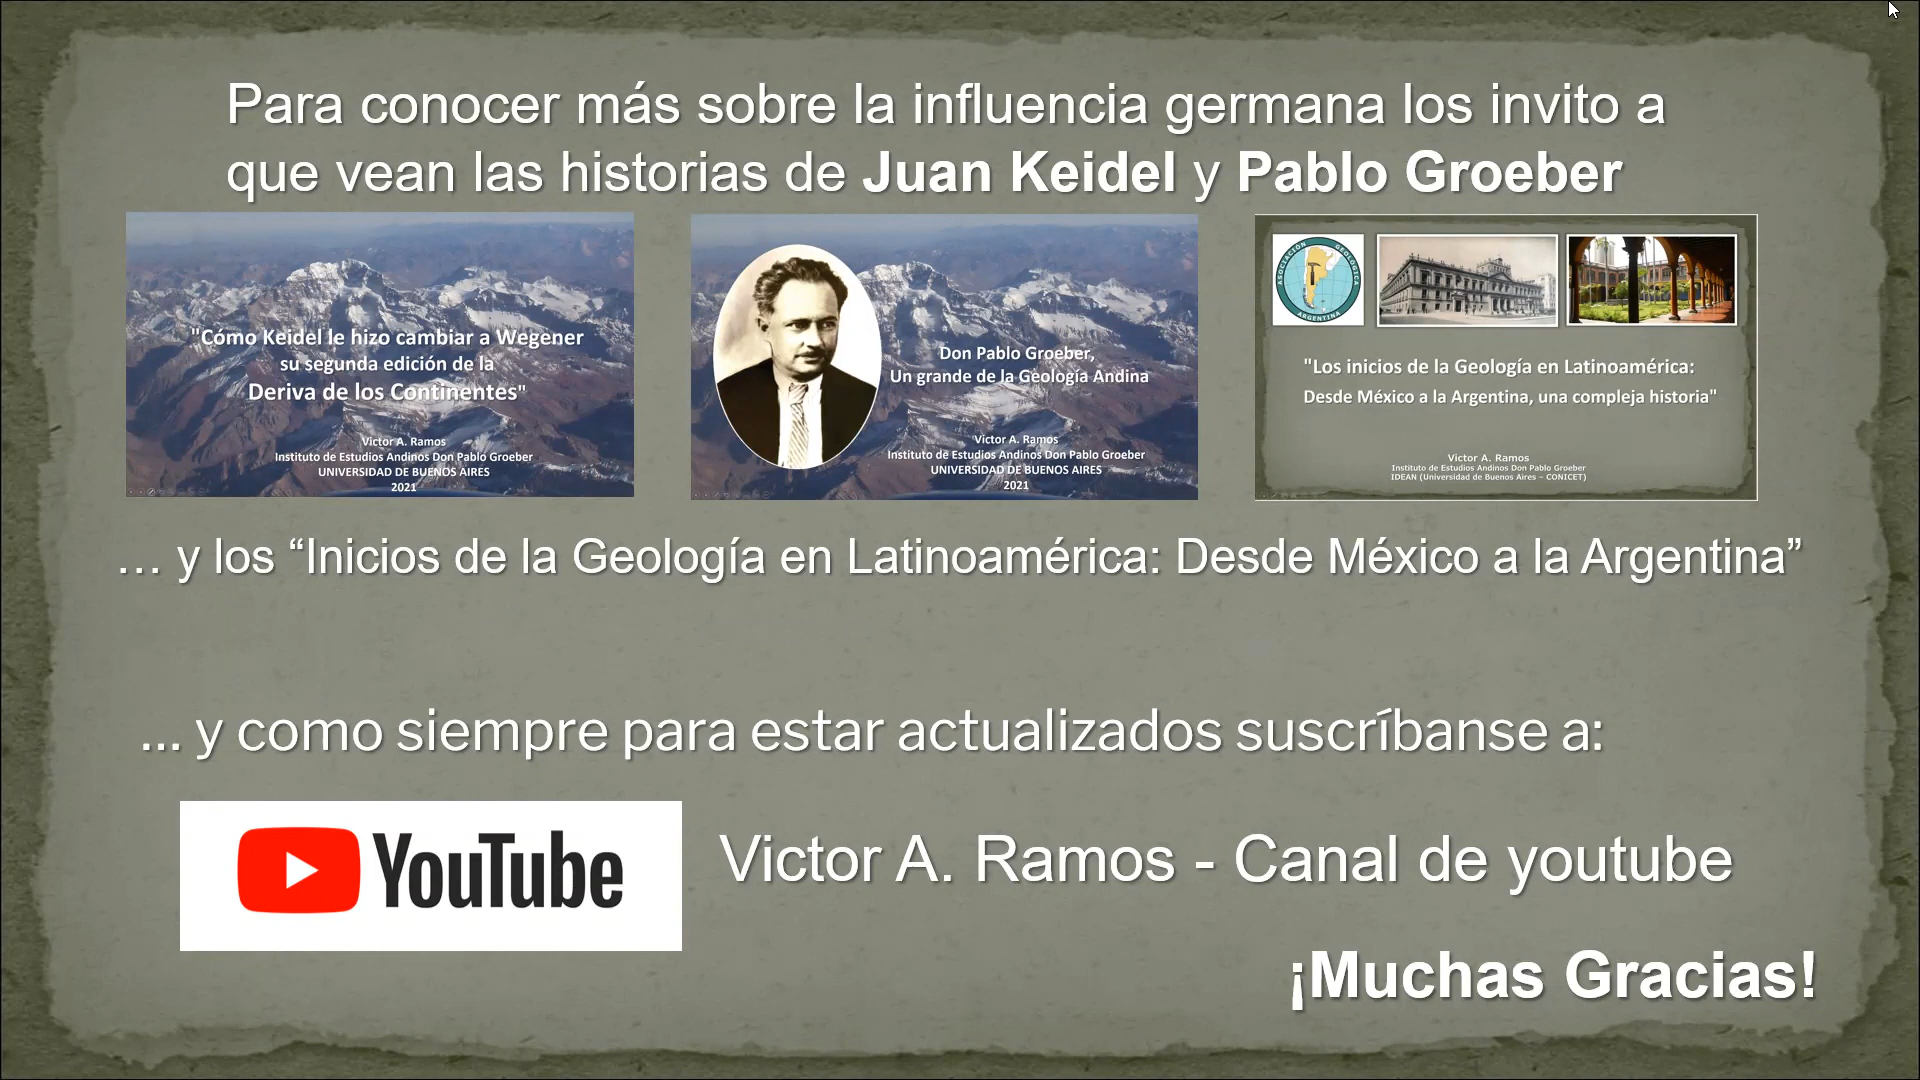 Para conocer más sobre la influencia germana los invito a
que vean las historias de Juan Keidel y Pablo Groeber
"Cómo Keidel le hizo cambiar a Wegener
su segunda edición de la
Deriva de los Continentes"
Victor A. Ramos
Instituto de Estudios Andinos Don Pablo Groeber
UNIVERSIDAD DE BUENOS AIRES
2021
Don Pablo Groeber,
Un grande de la Geología Andina
Victor A. Ramos
Instituto de Estudios Andinos Don Pablo Groeber
UNIVERSIDAD DE BUENOS AIRES
2021
ASOCIACIÓN GEOLÓGICA ARGENTINA
"Los inicios de la Geología en Latinoamérica:
Desde México a la Argentina, una compleja historia"
Victor A. Ramos
Instituto de Estudios Andinos Don Pablo Groeber
IDEAN (Universidad de Buenos Aires – CONICET)
... y los “Inicios de la Geología en Latinoamérica: Desde México a la Argentina”
... y como siempre para estar actualizados suscríbanse a:
YouTube
Victor A. Ramos - Canal de youtube
¡Muchas Gracias!